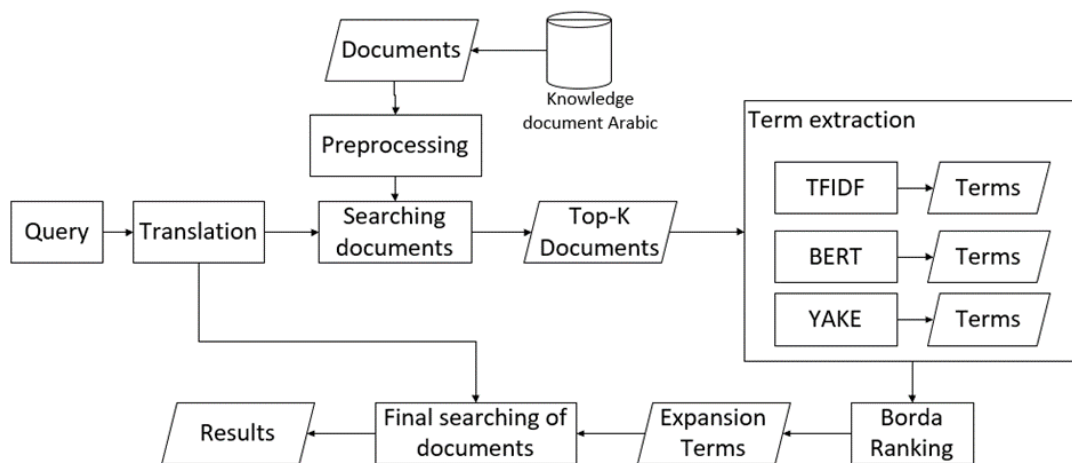 Documents
Knowledge
document Arabic
Preprocessing
Term extraction
TFIDF
Terms
Query
Translation
Searching
documents
Top-K
Documents
BERT
Terms
YAKE
Terms
Results
Final searching of
documents
Expansion
Terms
Borda
Ranking